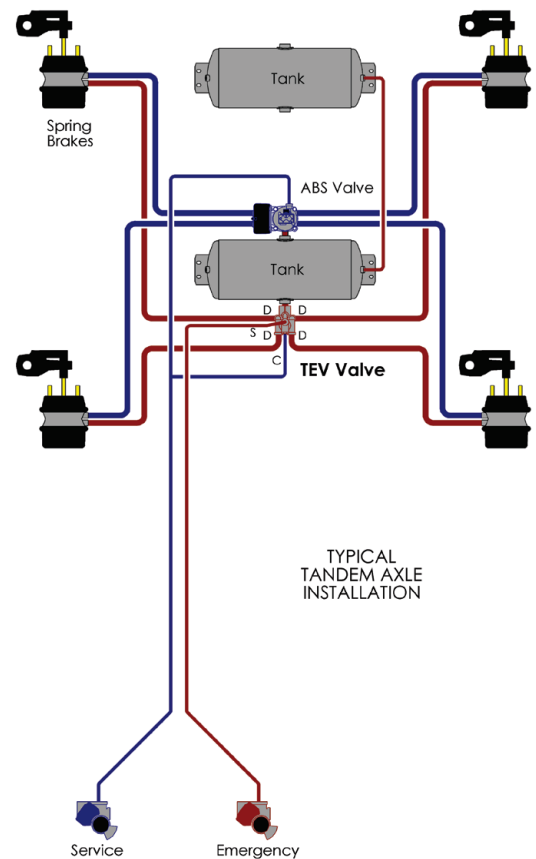 Tank
Spring
Brakes
ABS Valve
Tank
D D
S D D
C
TEV Valve
TYPICAL
TANDEM AXLE
INSTALLATION
Service
Emergency